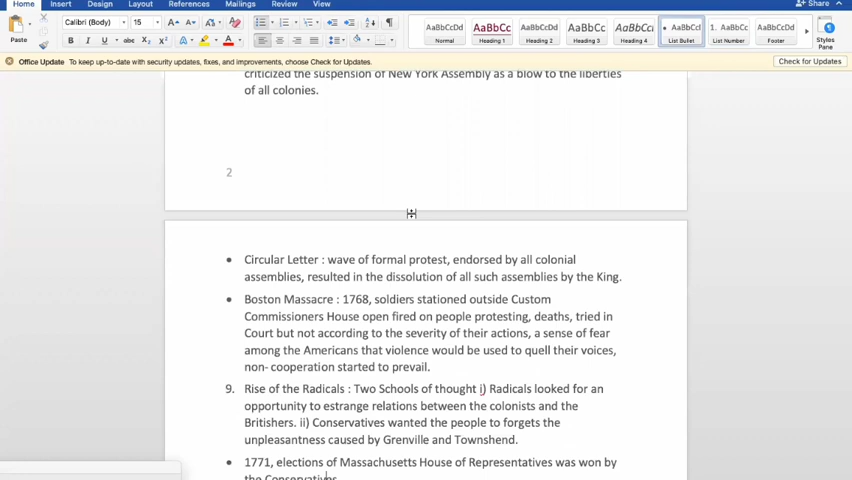 Home Insert Design Layout References Mailings Review View Share
Paste Calibri (Body) 15 A Aa
B I U abc X₂ X² A A
AaBbCcDd AaBbCc AaBbCcDd AaBbCc AaBbCcI • AaBbCcI 1. AaBbCc AaBbCcDd
Normal Heading 1 Heading 2 Heading 3 Heading 4 List Bullet List Number Footer Styles Pane
Office Update To keep up-to-date with security updates, fixes, and improvements, choose Check for Updates. Check for Updates
criticized the suspension of New York Assembly as a blow to the liberties
of all colonies.
2
• Circular Letter : wave of formal protest, endorsed by all colonial
assemblies, resulted in the dissolution of all such assemblies by the King.
• Boston Massacre : 1768, soldiers stationed outside Custom
Commissioners House open fired on people protesting, deaths, tried in
Court but not according to the severity of their actions, a sense of fear
among the Americans that violence would be used to quell their voices,
non- cooperation started to prevail.
9. Rise of the Radicals : Two Schools of thought i) Radicals looked for an
opportunity to estrange relations between the colonists and the
Britishers. ii) Conservatives wanted the people to forgets the
unpleasantness caused by Grenville and Townshend.
• 1771, elections of Massachusetts House of Representatives was won by
the Conservatives.